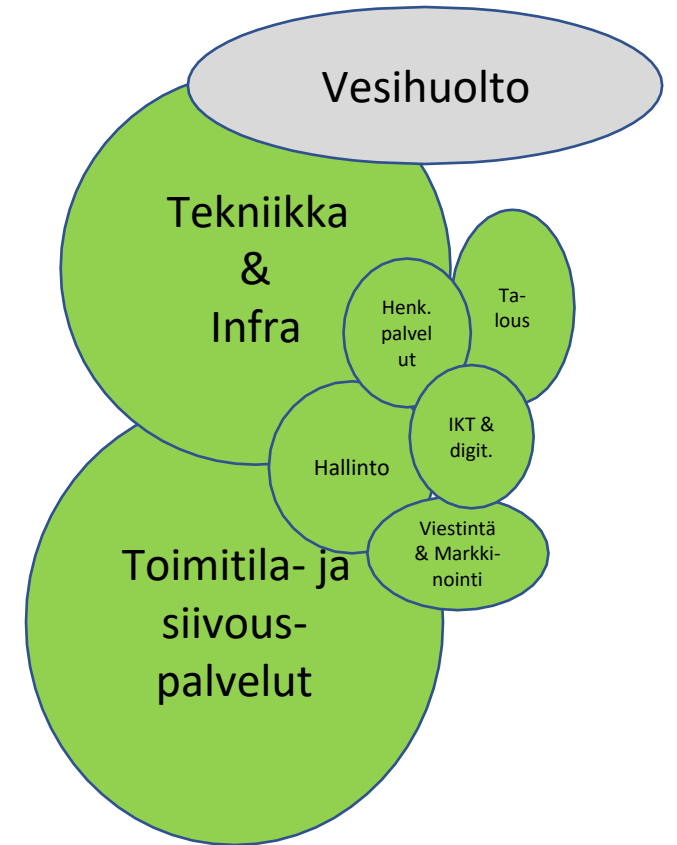 Vesihuolto
Tekniikka
&
Infra
Henk.
palvel
ut
Ta-
lous
IKT &
digit.
Hallinto
Viestintä
& Markki-
nointi
Toimitila- ja
siivous-
palvelut